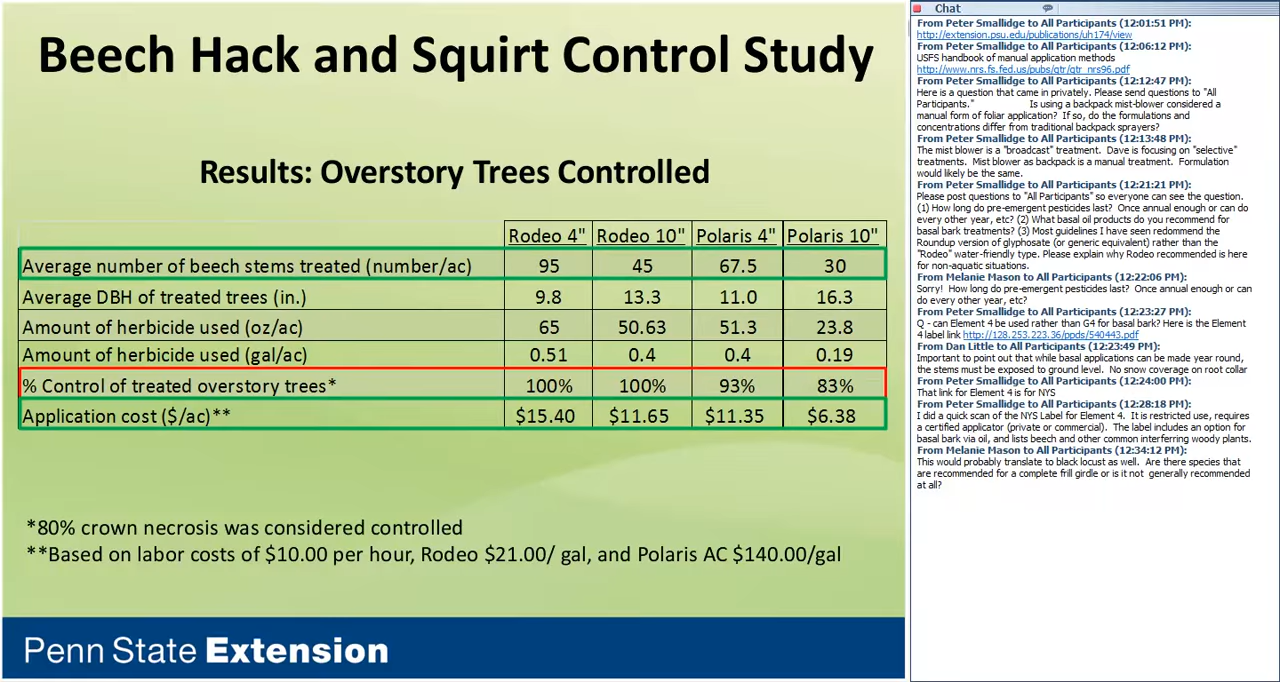 Beech Hack and Squirt Control Study
Results: Overstory Trees Controlled
Rodeo 4" Rodeo 10" Polaris 4" Polaris 10"
Average number of beech stems treated (number/ac) 95 45 67.5 30
Average DBH of treated trees (in.) 9.8 13.3 11.0 16.3
Amount of herbicide used (oz/ac) 65 50.63 51.3 23.8
Amount of herbicide used (gal/ac) 0.51 0.4 0.4 0.19
% Control of treated overstory trees* 100% 100% 93% 83%
Application cost ($/ac)** $15.40 $11.65 $11.35 $6.38
*80% crown necrosis was considered controlled
**Based on labor costs of $10.00 per hour, Rodeo $21.00/ gal, and Polaris AC $140.00/gal
Penn State Extension
Chat
From Peter Smallidge to All Participants (12:01:51 PM):
http://extension.psu.edu/publications/uh174/view
From Peter Smallidge to All Participants (12:06:12 PM):
USFS handbook of manual application methods
http://www.nrs.fs.fed.us/pubs/gtr/gtr_nrs96.pdf
From Peter Smallidge to All Participants (12:12:47 PM):
Here is a question that came in privately. Please send questions to "All
Participants." Is using a backpack mist-blower considered a
manual form of foliar application? If so, do the formulations and
concentrations differ from traditional backpack sprayers?
From Peter Smallidge to All Participants (12:13:48 PM):
The mist blower is a "broadcast" treatment. Dave is focusing on "selective"
treatments. Mist blower as backpack is a manual treatment. Formulation
would likely be the same.
From Peter Smallidge to All Participants (12:21:21 PM):
Please post questions to "All Participants" so everyone can see the question.
(1) How long do pre-emergent pesticides last? Once annual enough or can do
every other year, etc? (2) What basal oil products do you recommend for
basal bark treatments? (3) Most guidelines I have seen redommend the
Roundup version of glyphosate (or generic equivalent) rather than the
"Rodeo" water-friendly type. Please explain why Rodeo recommended is here
for non-aquatic situations.
From Melanie Mason to All Participants (12:22:06 PM):
Sorry! How long do pre-emergent pesticides last? Once annual enough or can
do every other year, etc?
From Peter Smallidge to All Participants (12:23:27 PM):
Q - can Element 4 be used rather than G4 for basal bark? Here is the Element
4 label link http://128.253.223.36/ppds/540443.pdf
From Dan Little to All Participants (12:23:49 PM):
Important to point out that while basal applications can be made year round,
the stems must be exposed to ground level. No snow coverage on root collar
From Peter Smallidge to All Participants (12:24:00 PM):
That link for Element 4 is for NYS
From Peter Smallidge to All Participants (12:28:18 PM):
I did a quick scan of the NYS Label for Element 4. It is restricted use, requires
a certified applicator (private or commercial). The label includes an option for
basal bark via oil, and lists beech and other common interfering woody plants.
From Melanie Mason to All Participants (12:34:12 PM):
This would probably translate to black locust as well. Are there species that
are recommended for a complete frill girdle or is it not generally recommended
at all?